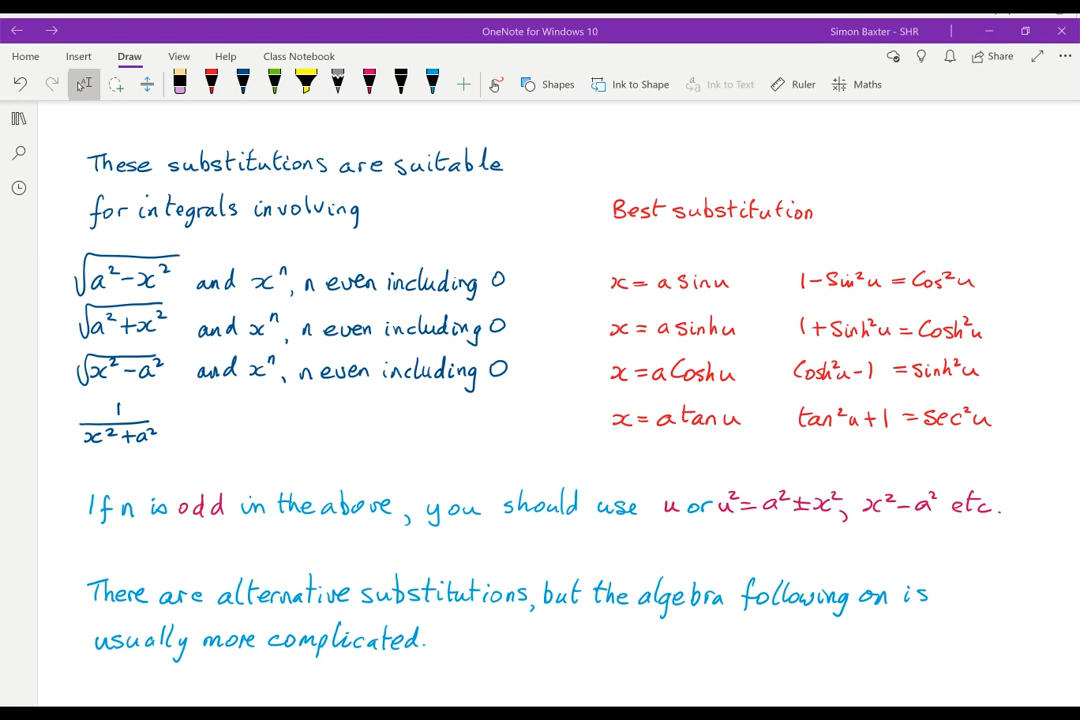 OneNote for Windows 10
Simon Baxter - SHR
Home Insert Draw View Help Class Notebook
Share
Shapes Ink to Shape Ink to Text Ruler Maths
These substitutions are suitable
for integrals involving
Best substitution
√(a²-x²) and xⁿ, n even including 0 x = a sinu 1-Sin²u = Cos²u
√(a²+x²) and xⁿ, n even including 0 x = a sinhu 1+Sinh²u = Cosh²u
√(x²-a²) and xⁿ, n even including 0 x = a Coshu Cosh²u-1 = sinh²u
1/(x²+a²) x = a tanu tan²u+1 = sec²u
If n is odd in the above, you should use u or u² = a²±x², x²-a² etc.
There are alternative substitutions, but the algebra following on is
usually more complicated.